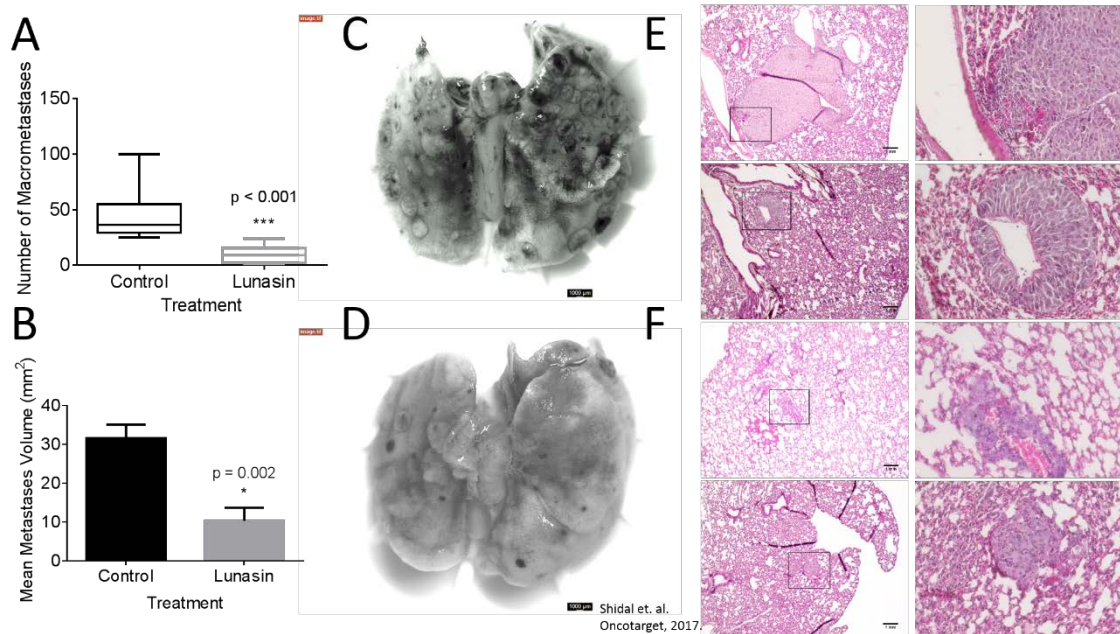 A
Number of Macrometastases
150
100
50
0
p < 0.001
***
Control
Lunasin
Treatment
B
Mean Metastases Volume (mm²)
40
30
20
10
0
p = 0.002
*
Control
Lunasin
Treatment
C
1000 µm
D
1000 µm
Shidal et. al.
Oncotarget, 2017.
E
F